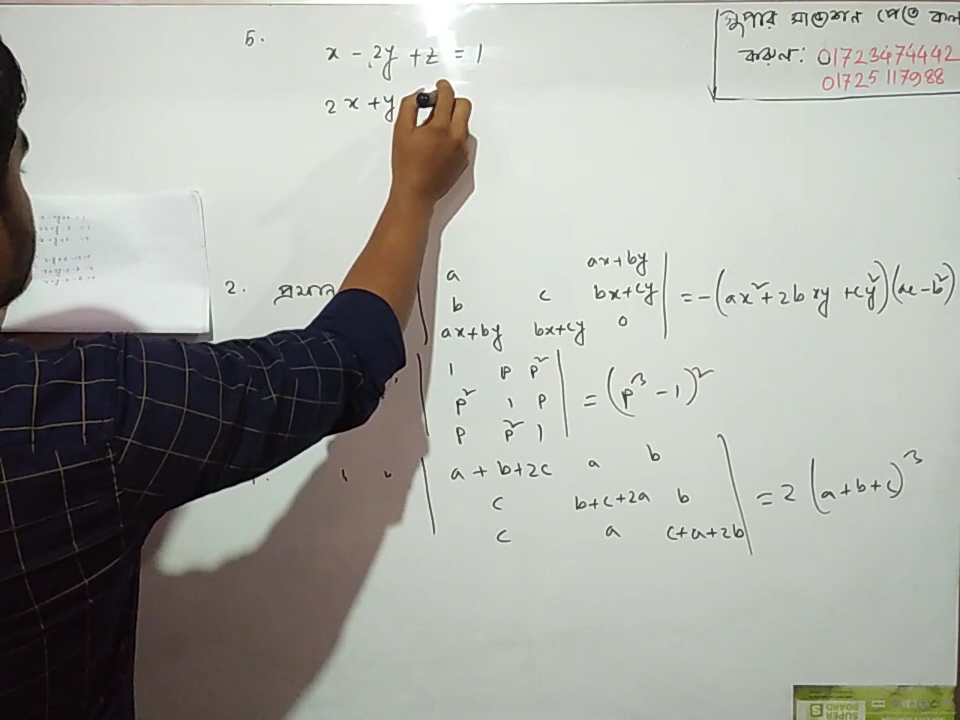 সুপার সাজেশন পেতে কল
করুন: 01723474442
01725117988
5.
x - 2y + z = 1
2x + y
2. প্রমান
a ax+by
b c bx+cy = -(ax²+2bxy+cy²)(ac-b²)
ax+by bx+cy 0
1 p p²
p² 1 p = (p³-1)²
p p² 1
a+b+2c a b
c b+c+2a b = 2(a+b+c)³
c a c+a+2b
SUPER
BOARD
S